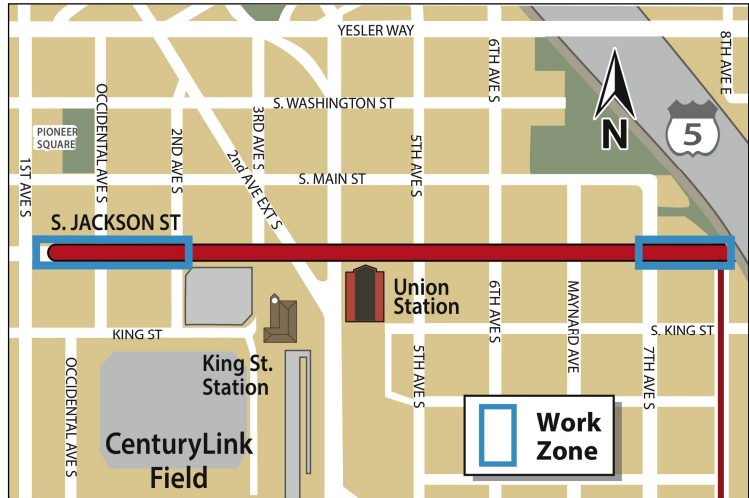 YESLER WAY
6TH AVE S
8TH AVE E
OCCIDENTAL AVE S
S. WASHINGTON ST
3RD AVE S
5TH AVE S
N
5
PIONEER
SQUARE
1ST AVE S
2ND AVE S
2nd AVE EXT S
S. MAIN ST
S. JACKSON ST
Union
Station
6TH AVE S
MAYNARD AVE
KING ST
S. KING ST
King St.
Station
OCCIDENTAL AVE S
5TH AVE S
7TH AVE S
CenturyLink
Field
Work
Zone